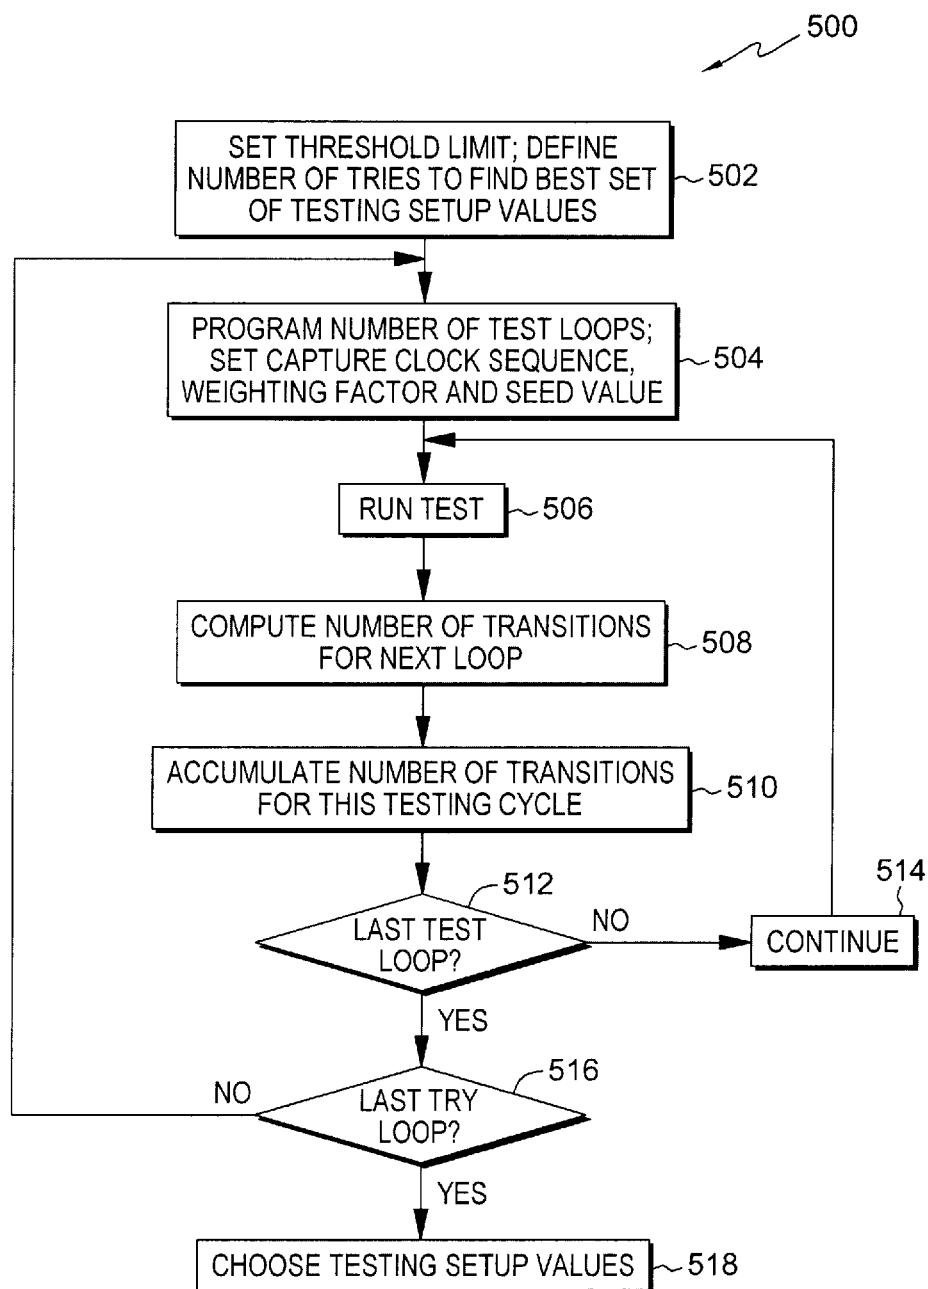 500
SET THRESHOLD LIMIT; DEFINE
NUMBER OF TRIES TO FIND BEST SET
OF TESTING SETUP VALUES
502
PROGRAM NUMBER OF TEST LOOPS;
SET CAPTURE CLOCK SEQUENCE,
WEIGHTING FACTOR AND SEED VALUE
504
RUN TEST
506
COMPUTE NUMBER OF TRANSITIONS
FOR NEXT LOOP
508
ACCUMULATE NUMBER OF TRANSITIONS
FOR THIS TESTING CYCLE
510
512
LAST TEST
LOOP?
NO
514
CONTINUE
YES
516
LAST TRY
LOOP?
NO
YES
CHOOSE TESTING SETUP VALUES
518